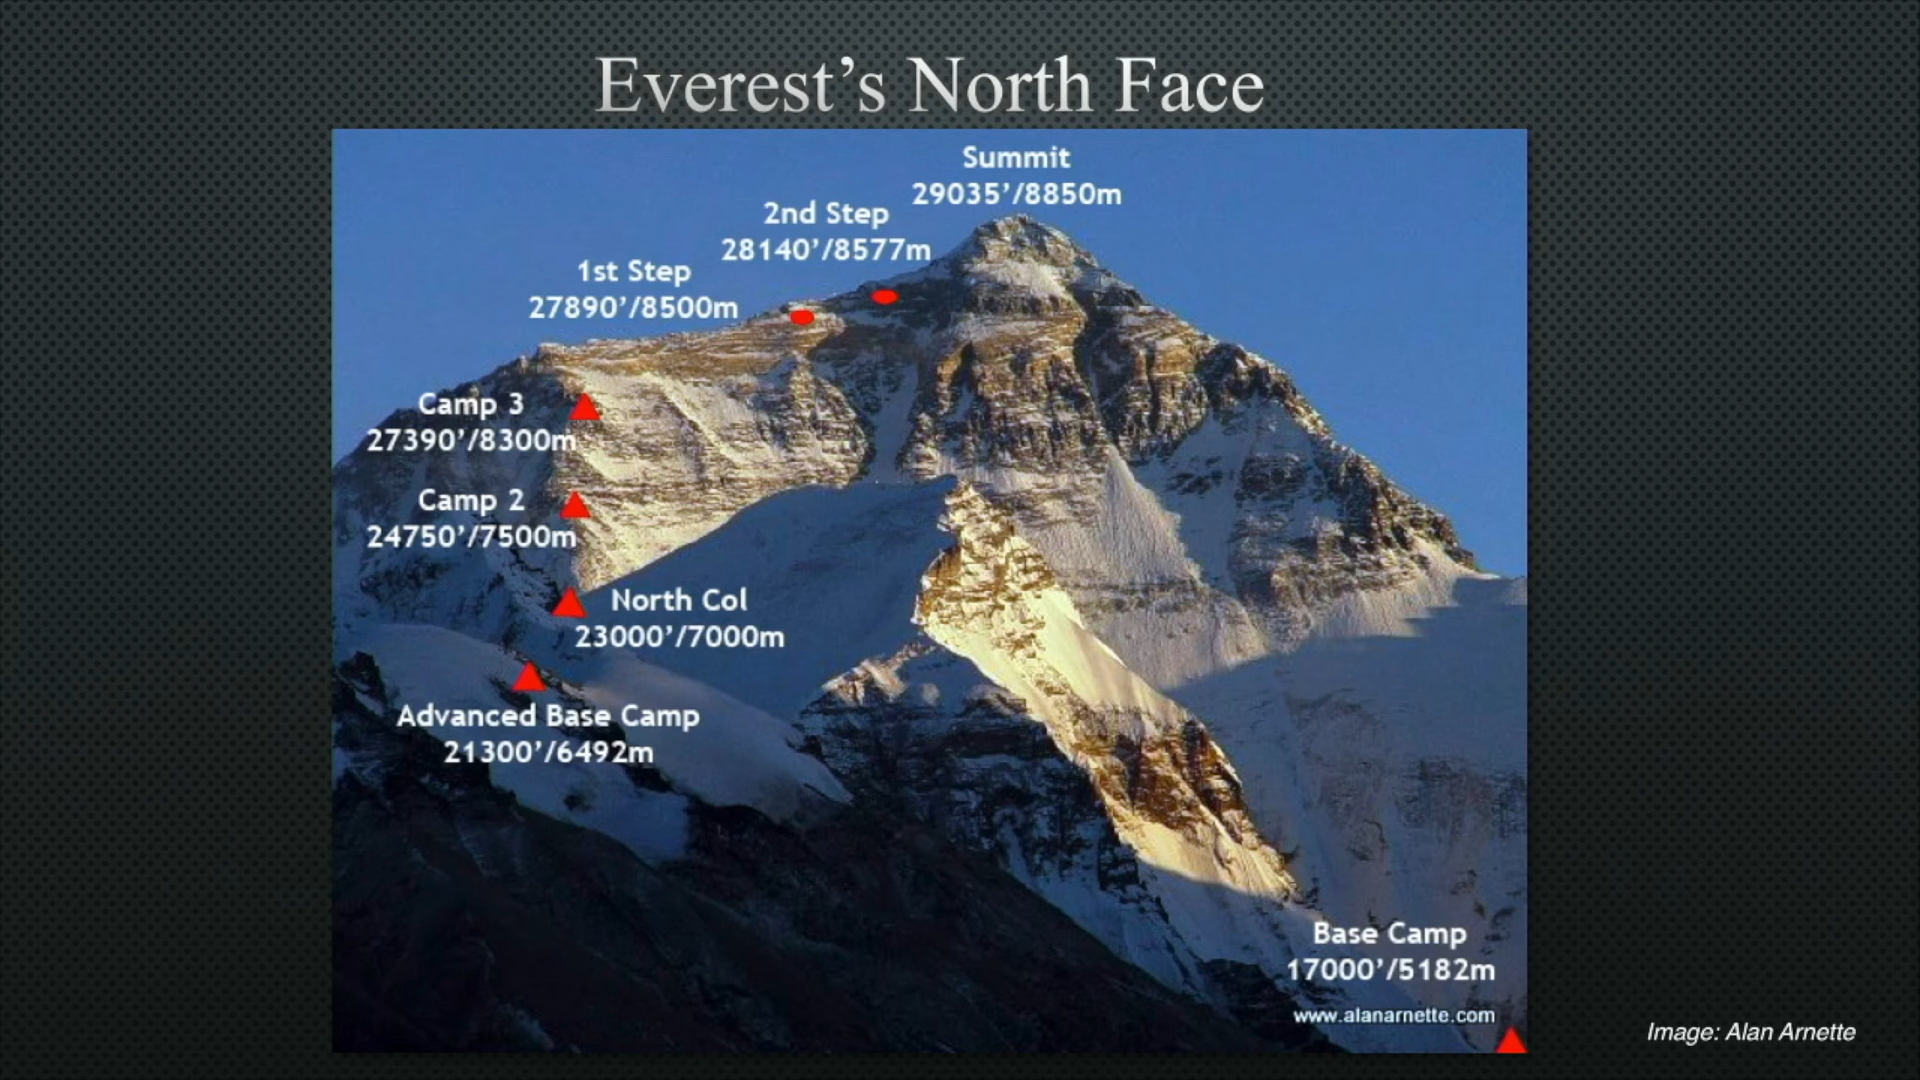 Everest’s North Face
Summit
29035’/8850m
2nd Step
28140’/8577m
1st Step
27890’/8500m
Camp 3
27390’/8300m
Camp 2
24750’/7500m
North Col
23000’/7000m
Advanced Base Camp
21300’/6492m
Base Camp
17000’/5182m
www.alanarnette.com
Image: Alan Arnette